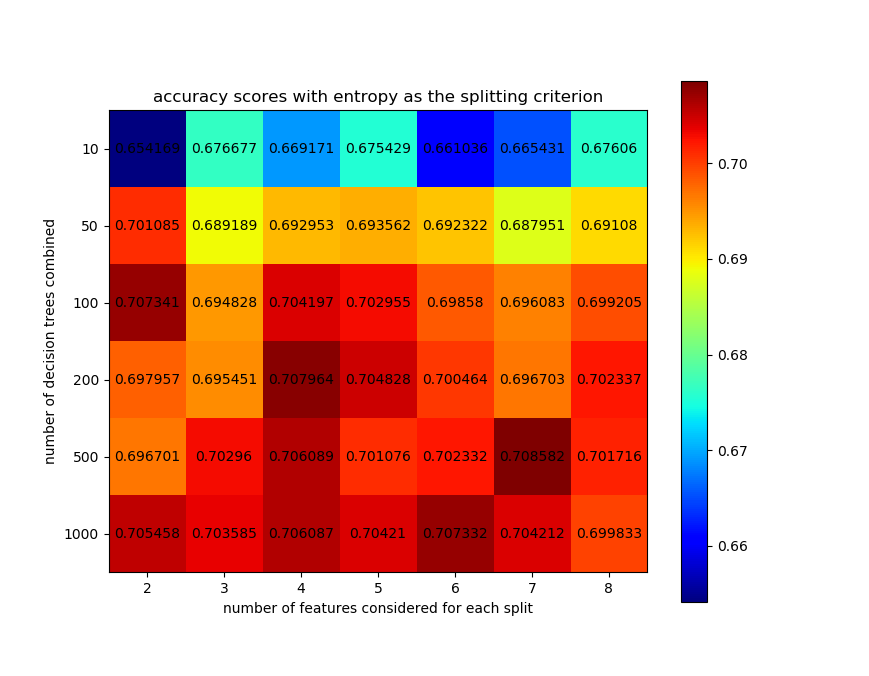 accuracy scores with entropy as the splitting criterion
10 0.654169 0.676677 0.669171 0.675429 0.661036 0.665431 0.67606
50 0.701085 0.689189 0.692953 0.693562 0.692322 0.687951 0.69108
100 0.707341 0.694828 0.704197 0.702955 0.69858 0.696083 0.699205
200 0.697957 0.695451 0.707964 0.704828 0.700464 0.696703 0.702337
500 0.696701 0.70296 0.706089 0.701076 0.702332 0.708582 0.701716
1000 0.705458 0.703585 0.706087 0.70421 0.707332 0.704212 0.699833
2 3 4 5 6 7 8
number of features considered for each split
number of decision trees combined
0.70
0.69
0.68
0.67
0.66